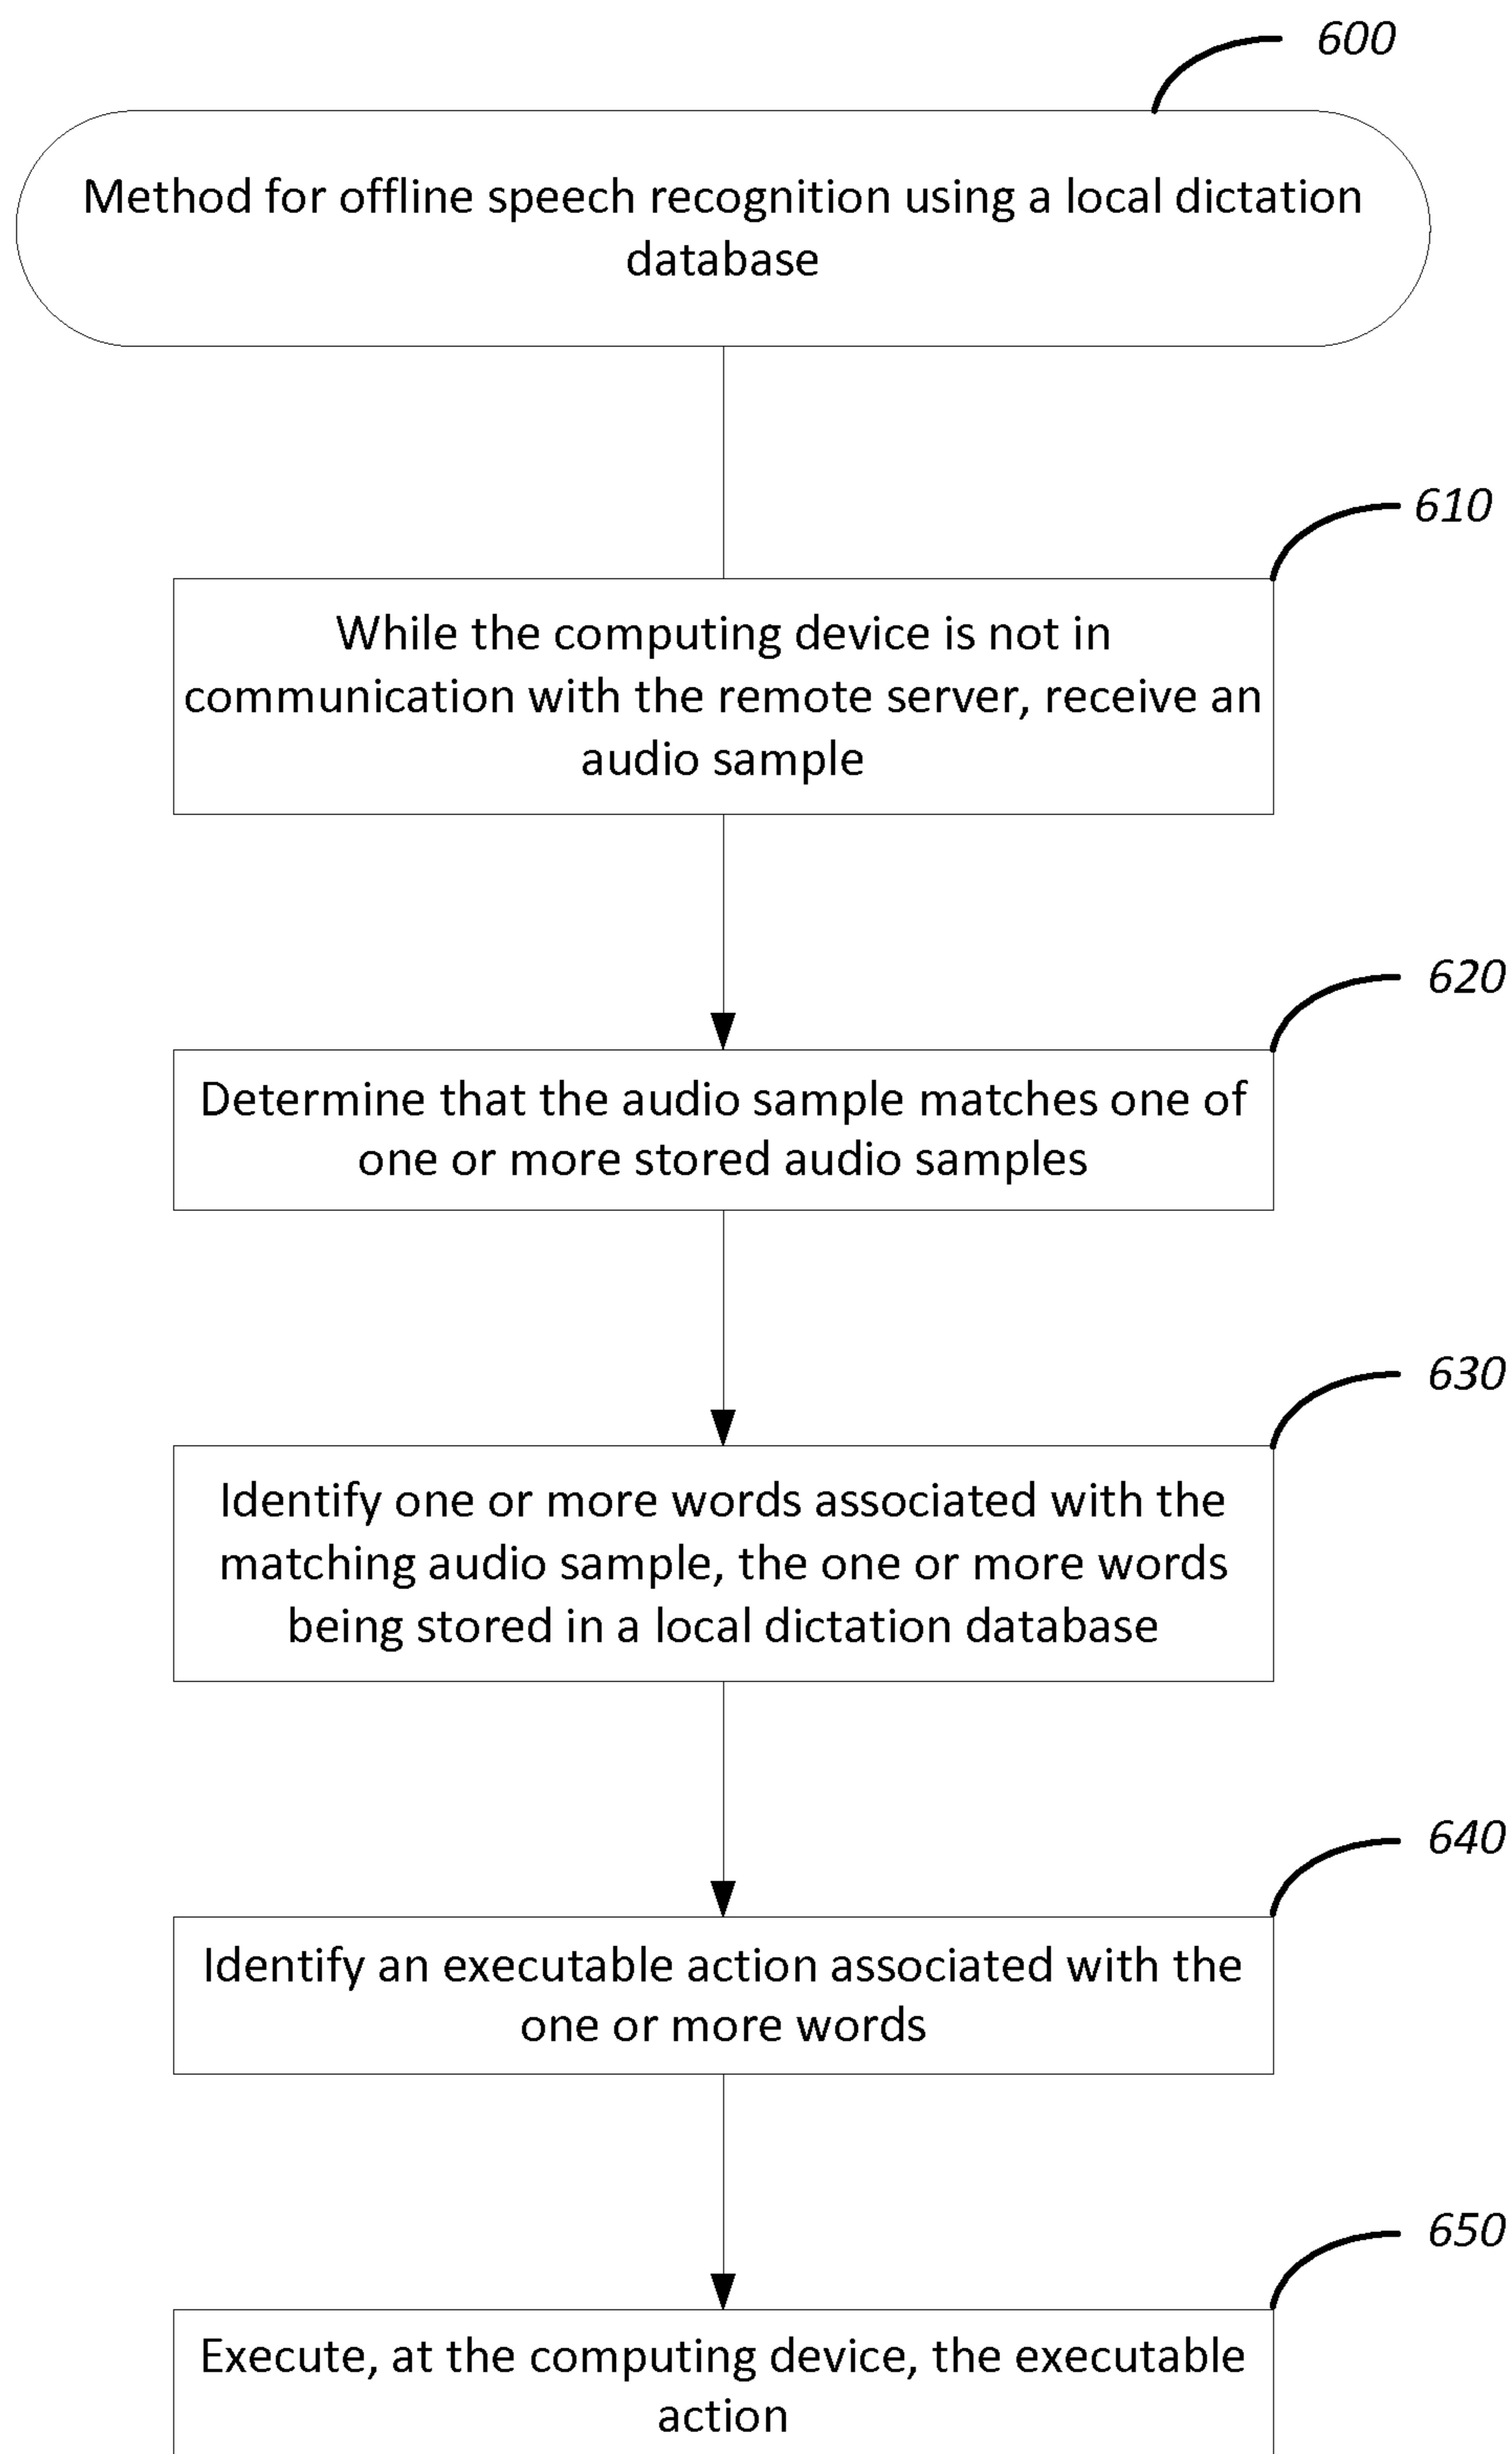 600
Method for offline speech recognition using a local dictation
database
610
While the computing device is not in
communication with the remote server, receive an
audio sample
620
Determine that the audio sample matches one of
one or more stored audio samples
630
Identify one or more words associated with the
matching audio sample, the one or more words
being stored in a local dictation database
640
Identify an executable action associated with the
one or more words
650
Execute, at the computing device, the executable
action